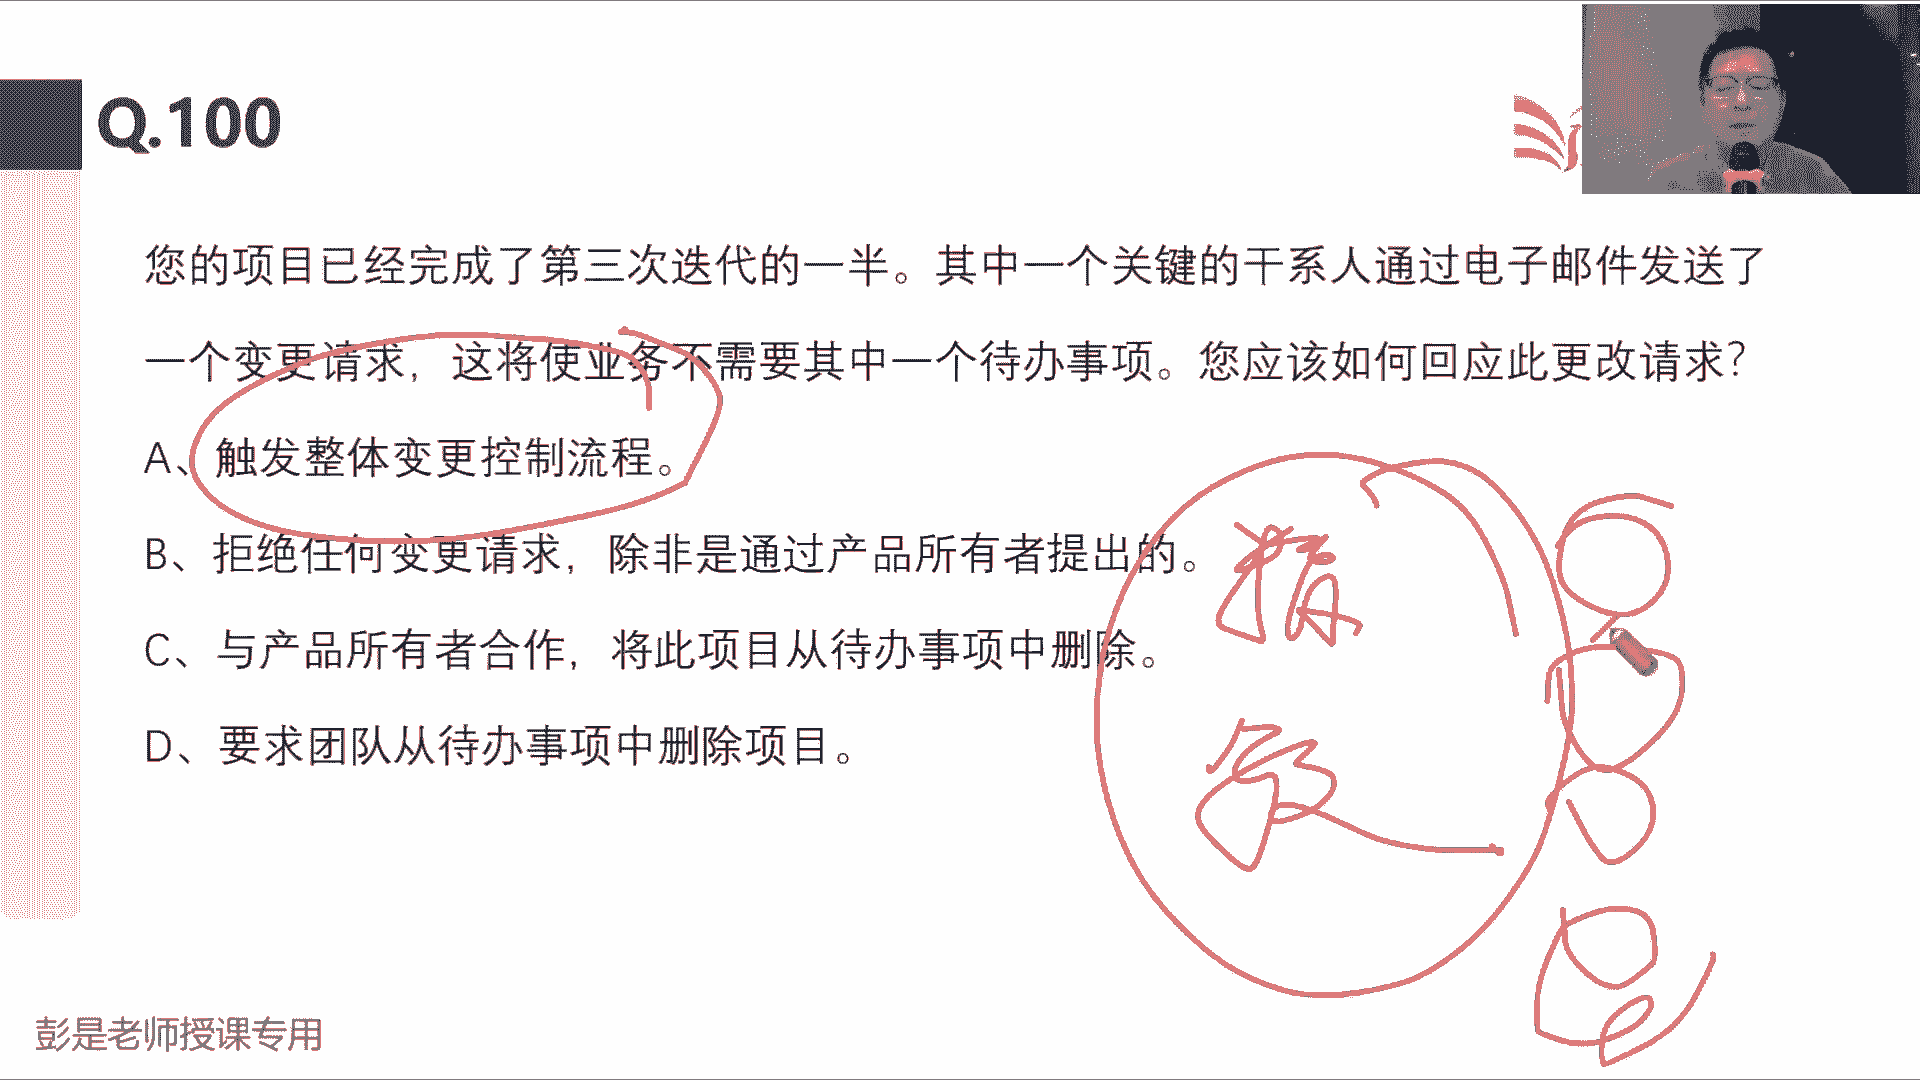 Q.100
您的项目已经完成了第三次迭代的一半。其中一个关键的干系人通过电子邮件发送了
一个变更请求，这将使业务不需要其中一个待办事项。您应该如何回应此更改请求？
A、触发整体变更控制流程。
B、拒绝任何变更请求，除非是通过产品所有者提出的。
C、与产品所有者合作，将此项目从待办事项中删除。
D、要求团队从待办事项中删除项目。
彭是老师授课专用